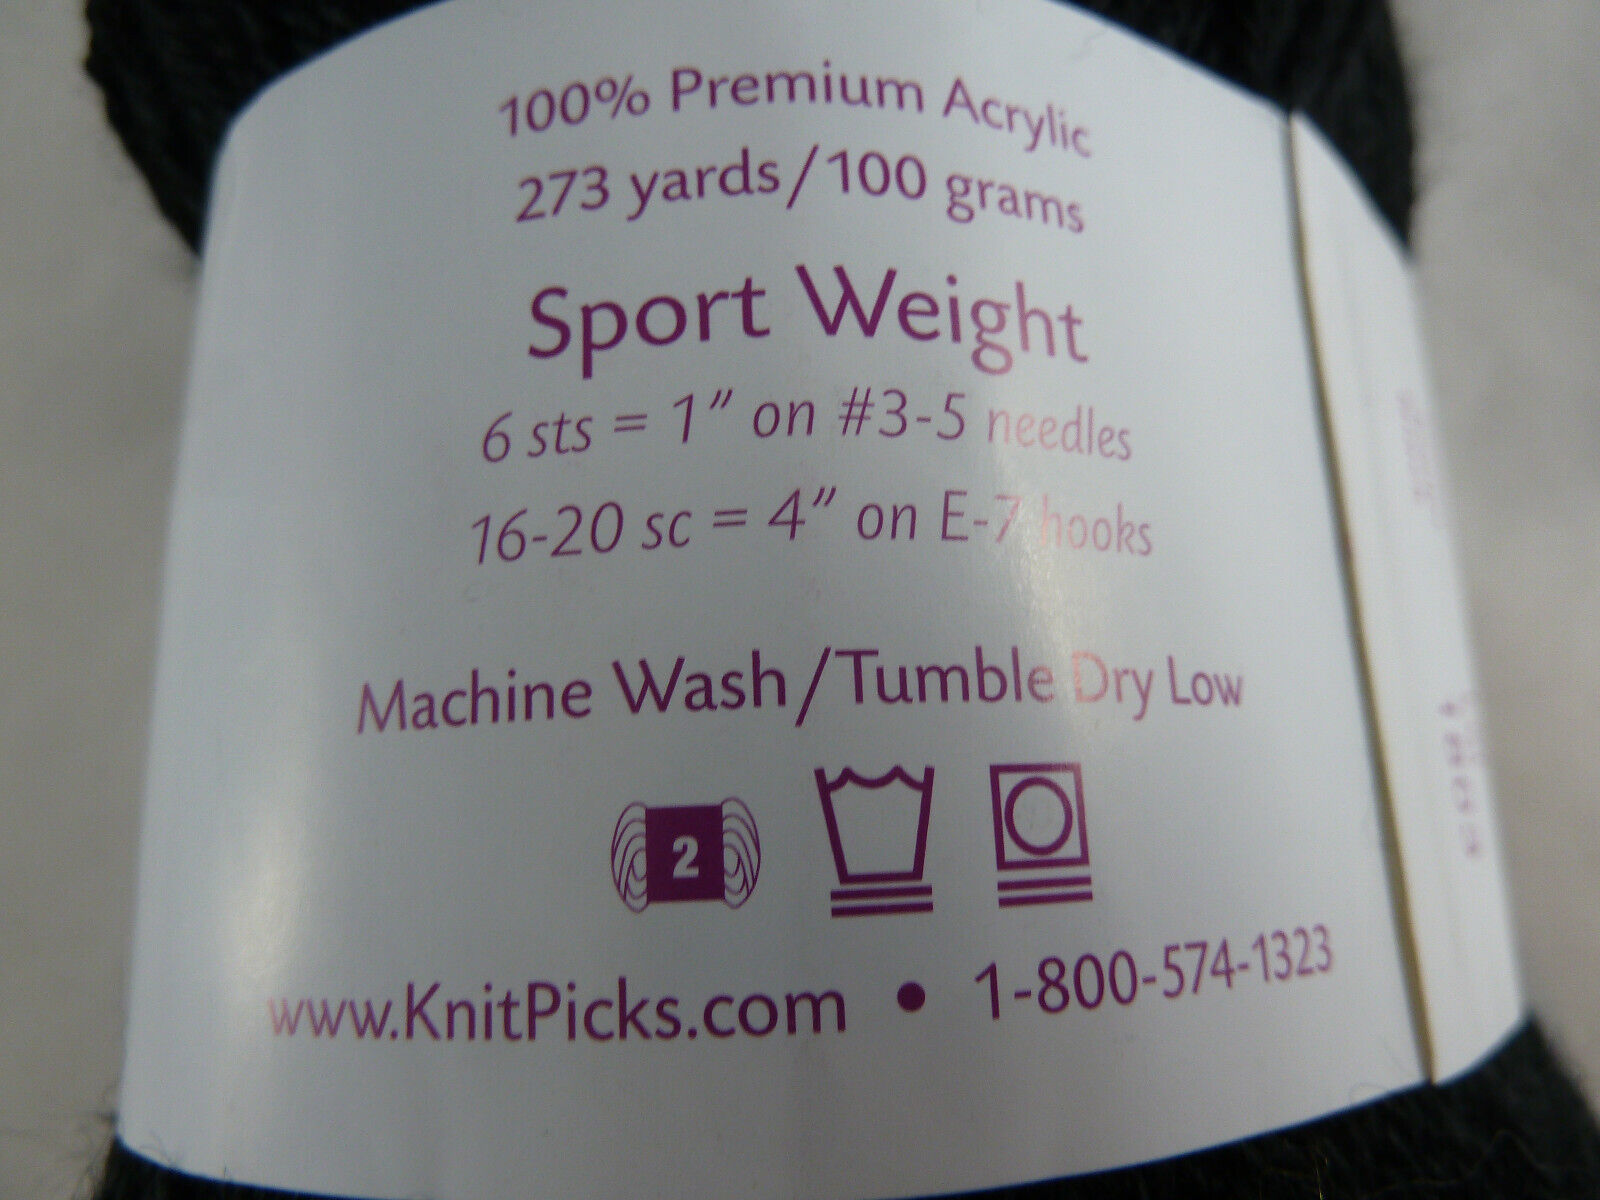 100% Premium Acrylic
273 yards/100 grams
Sport Weight
6 sts = 1" on #3-5 needles
16-20 sc = 4" on E-7 hooks
Machine Wash/Tumble Dry Low
2
www.KnitPicks.com • 1-800-574-1323